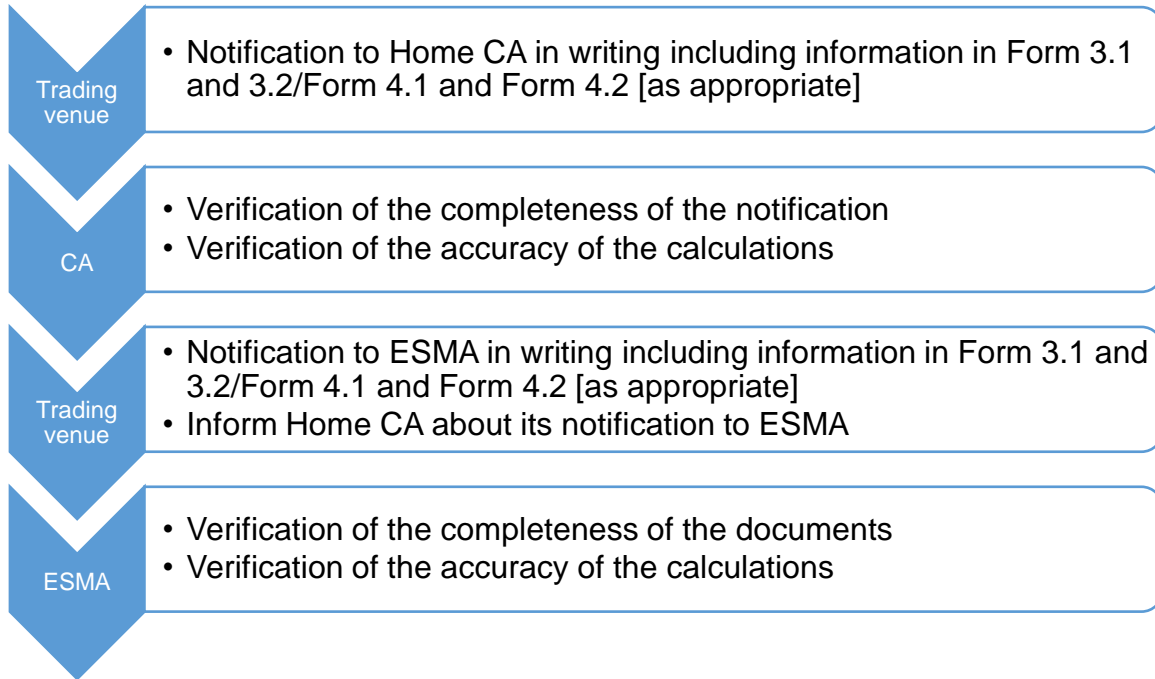 Trading
venue
• Notification to Home CA in writing including information in Form 3.1
and 3.2/Form 4.1 and Form 4.2 [as appropriate]
CA
• Verification of the completeness of the notification
• Verification of the accuracy of the calculations
Trading
venue
• Notification to ESMA in writing including information in Form 3.1 and
3.2/Form 4.1 and Form 4.2 [as appropriate]
• Inform Home CA about its notification to ESMA
ESMA
• Verification of the completeness of the documents
• Verification of the accuracy of the calculations